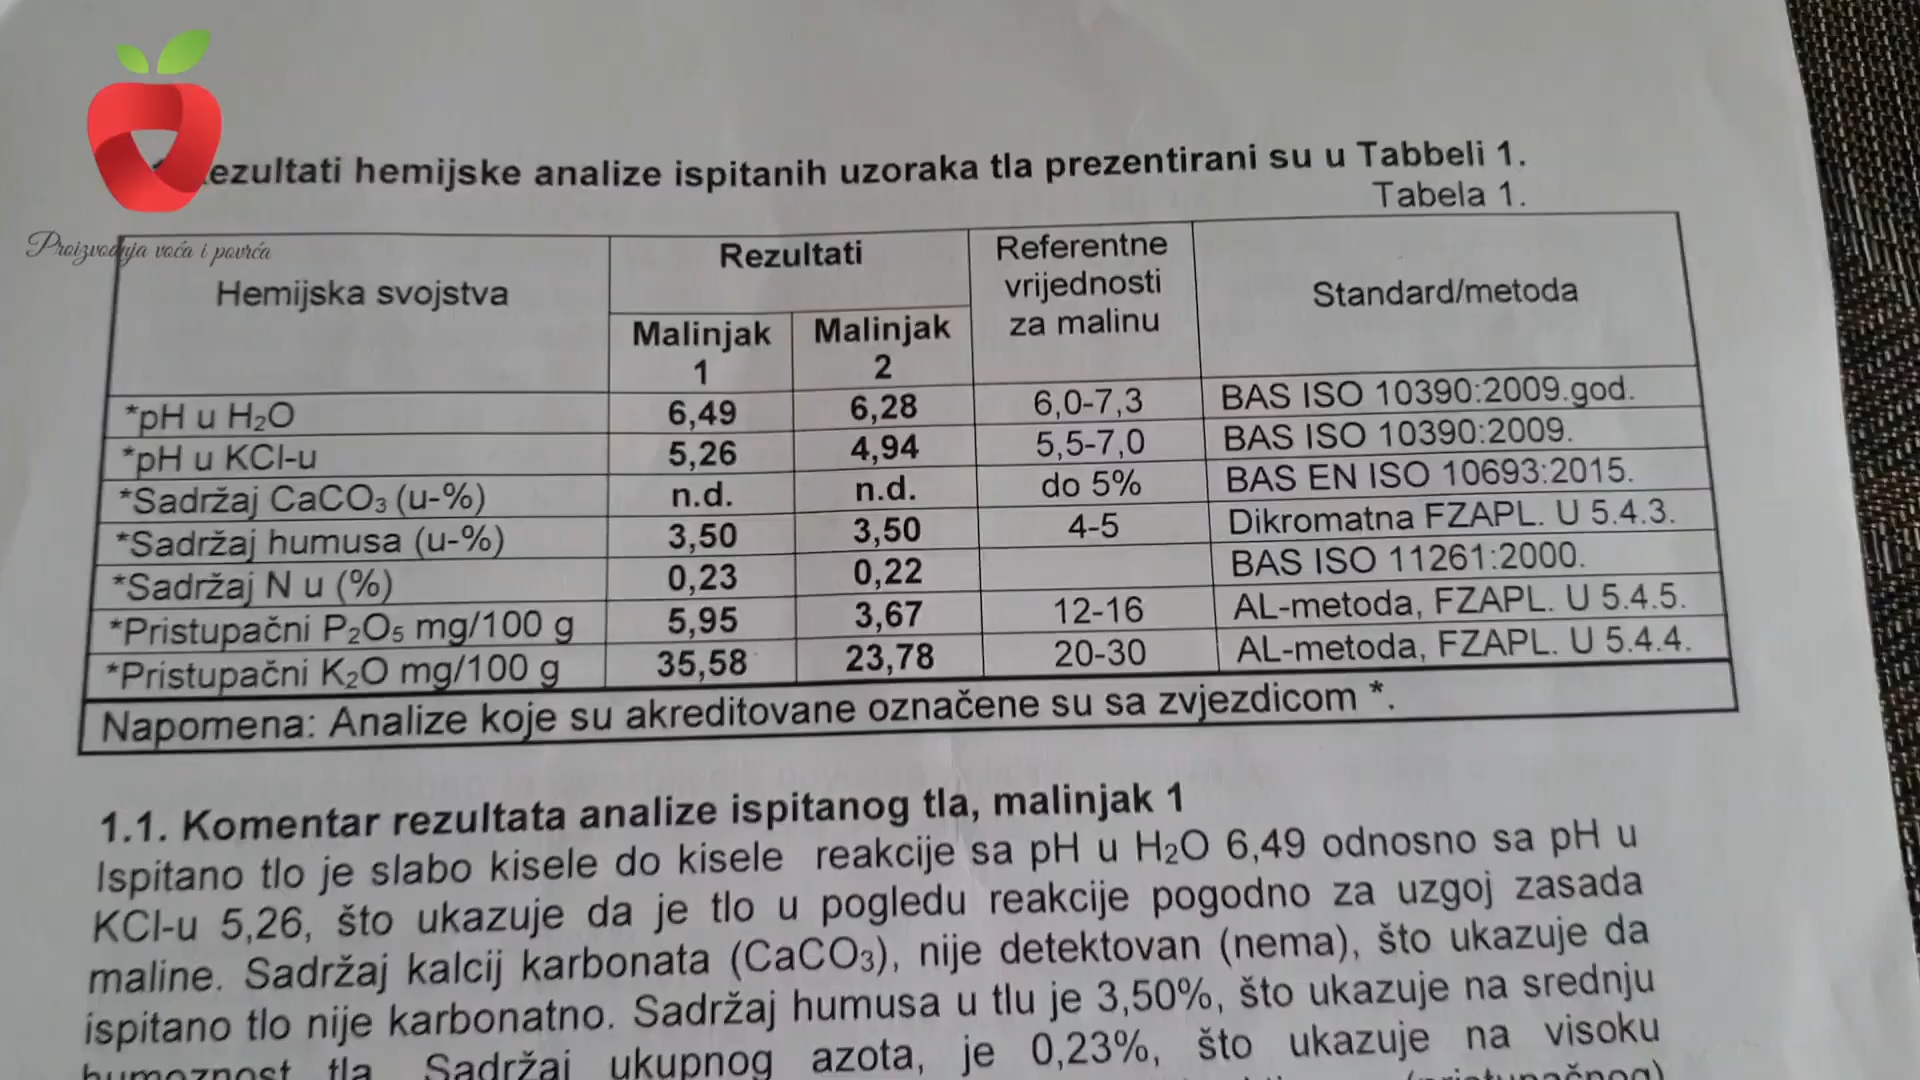 ezultati hemijske analize ispitanih uzoraka tla prezentirani su u Tabbeli 1.
Tabela 1.
Proizvodnja voća i povrća
Hemijska svojstva Rezultati Referentne vrijednosti za malinu Standard/metoda
Malinjak 1 Malinjak 2
*pH u H₂O 6,49 6,28 6,0-7,3 BAS ISO 10390:2009.god.
*pH u KCl-u 5,26 4,94 5,5-7,0 BAS ISO 10390:2009.
*Sadržaj CaCO₃ (u-%) n.d. n.d. do 5% BAS EN ISO 10693:2015.
*Sadržaj humusa (u-%) 3,50 3,50 4-5 Dikromatna FZAPL. U 5.4.3.
*Sadržaj N u (%) 0,23 0,22 BAS ISO 11261:2000.
*Pristupačni P₂O₅ mg/100 g 5,95 3,67 12-16 AL-metoda, FZAPL. U 5.4.5.
*Pristupačni K₂O mg/100 g 35,58 23,78 20-30 AL-metoda, FZAPL. U 5.4.4.
Napomena: Analize koje su akreditovane označene su sa zvjezdicom *.
1.1. Komentar rezultata analize ispitanog tla, malinjak 1
Ispitano tlo je slabo kisele do kisele reakcije sa pH u H₂O 6,49 odnosno sa pH u
KCl-u 5,26, što ukazuje da je tlo u pogledu reakcije pogodno za uzgoj zasada
maline. Sadržaj kalcij karbonata (CaCO₃), nije detektovan (nema), što ukazuje da
ispitano tlo nije karbonatno. Sadržaj humusa u tlu je 3,50%, što ukazuje na srednju
humoznost tla. Sadržaj ukupnog azota, je 0,23%, što ukazuje na visoku